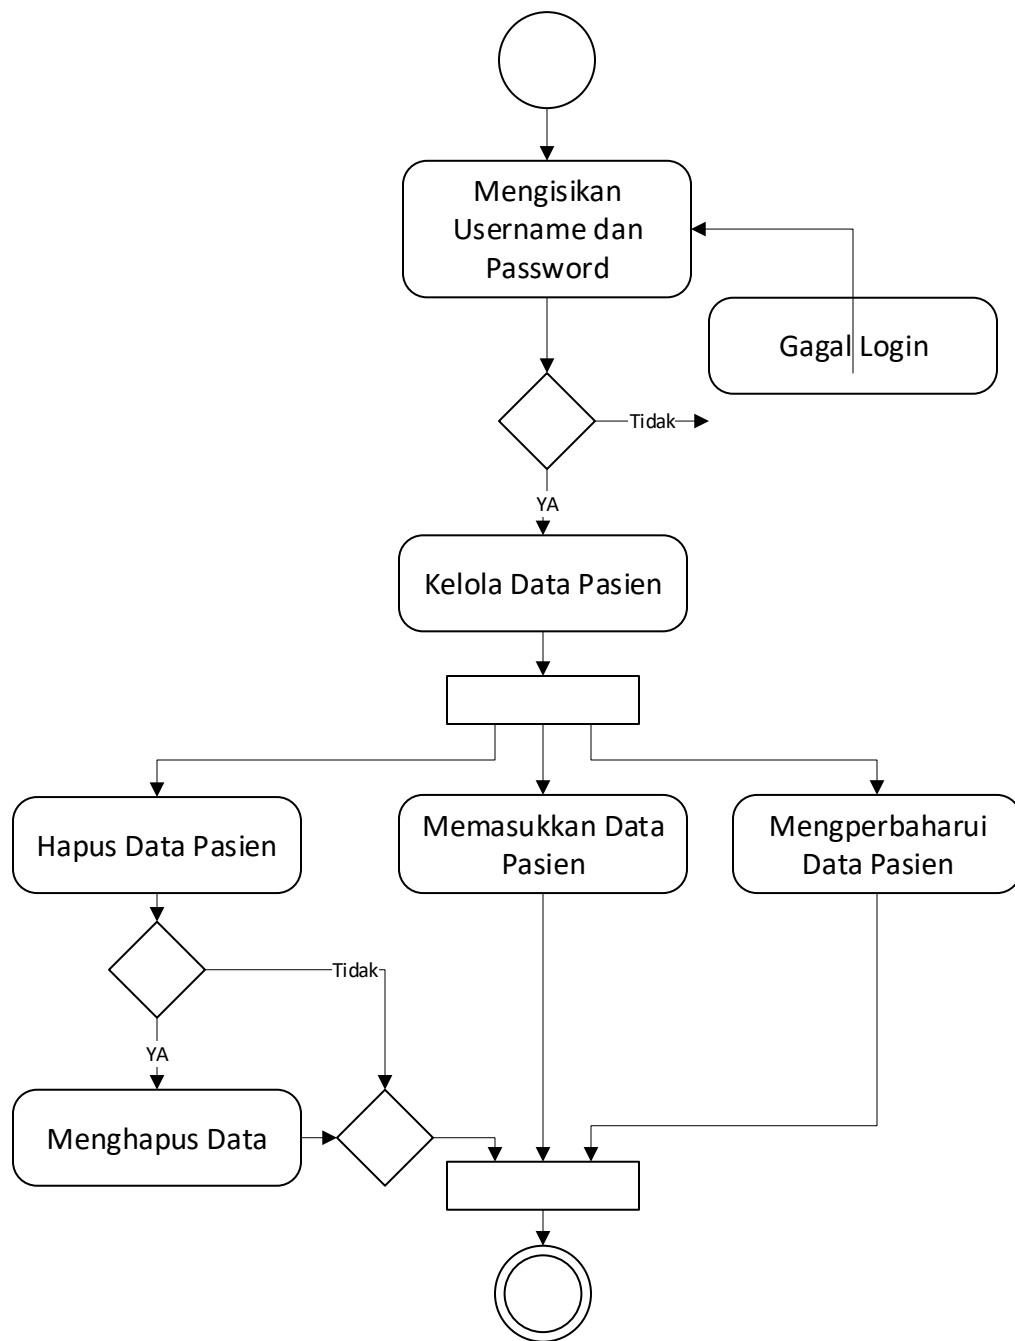 Mengisikan
Username dan
Password
Gagal Login
Tidak
YA
Kelola Data Pasien
Hapus Data Pasien
Memasukkan Data
Pasien
Mengperbaharui
Data Pasien
Tidak
YA
Menghapus Data